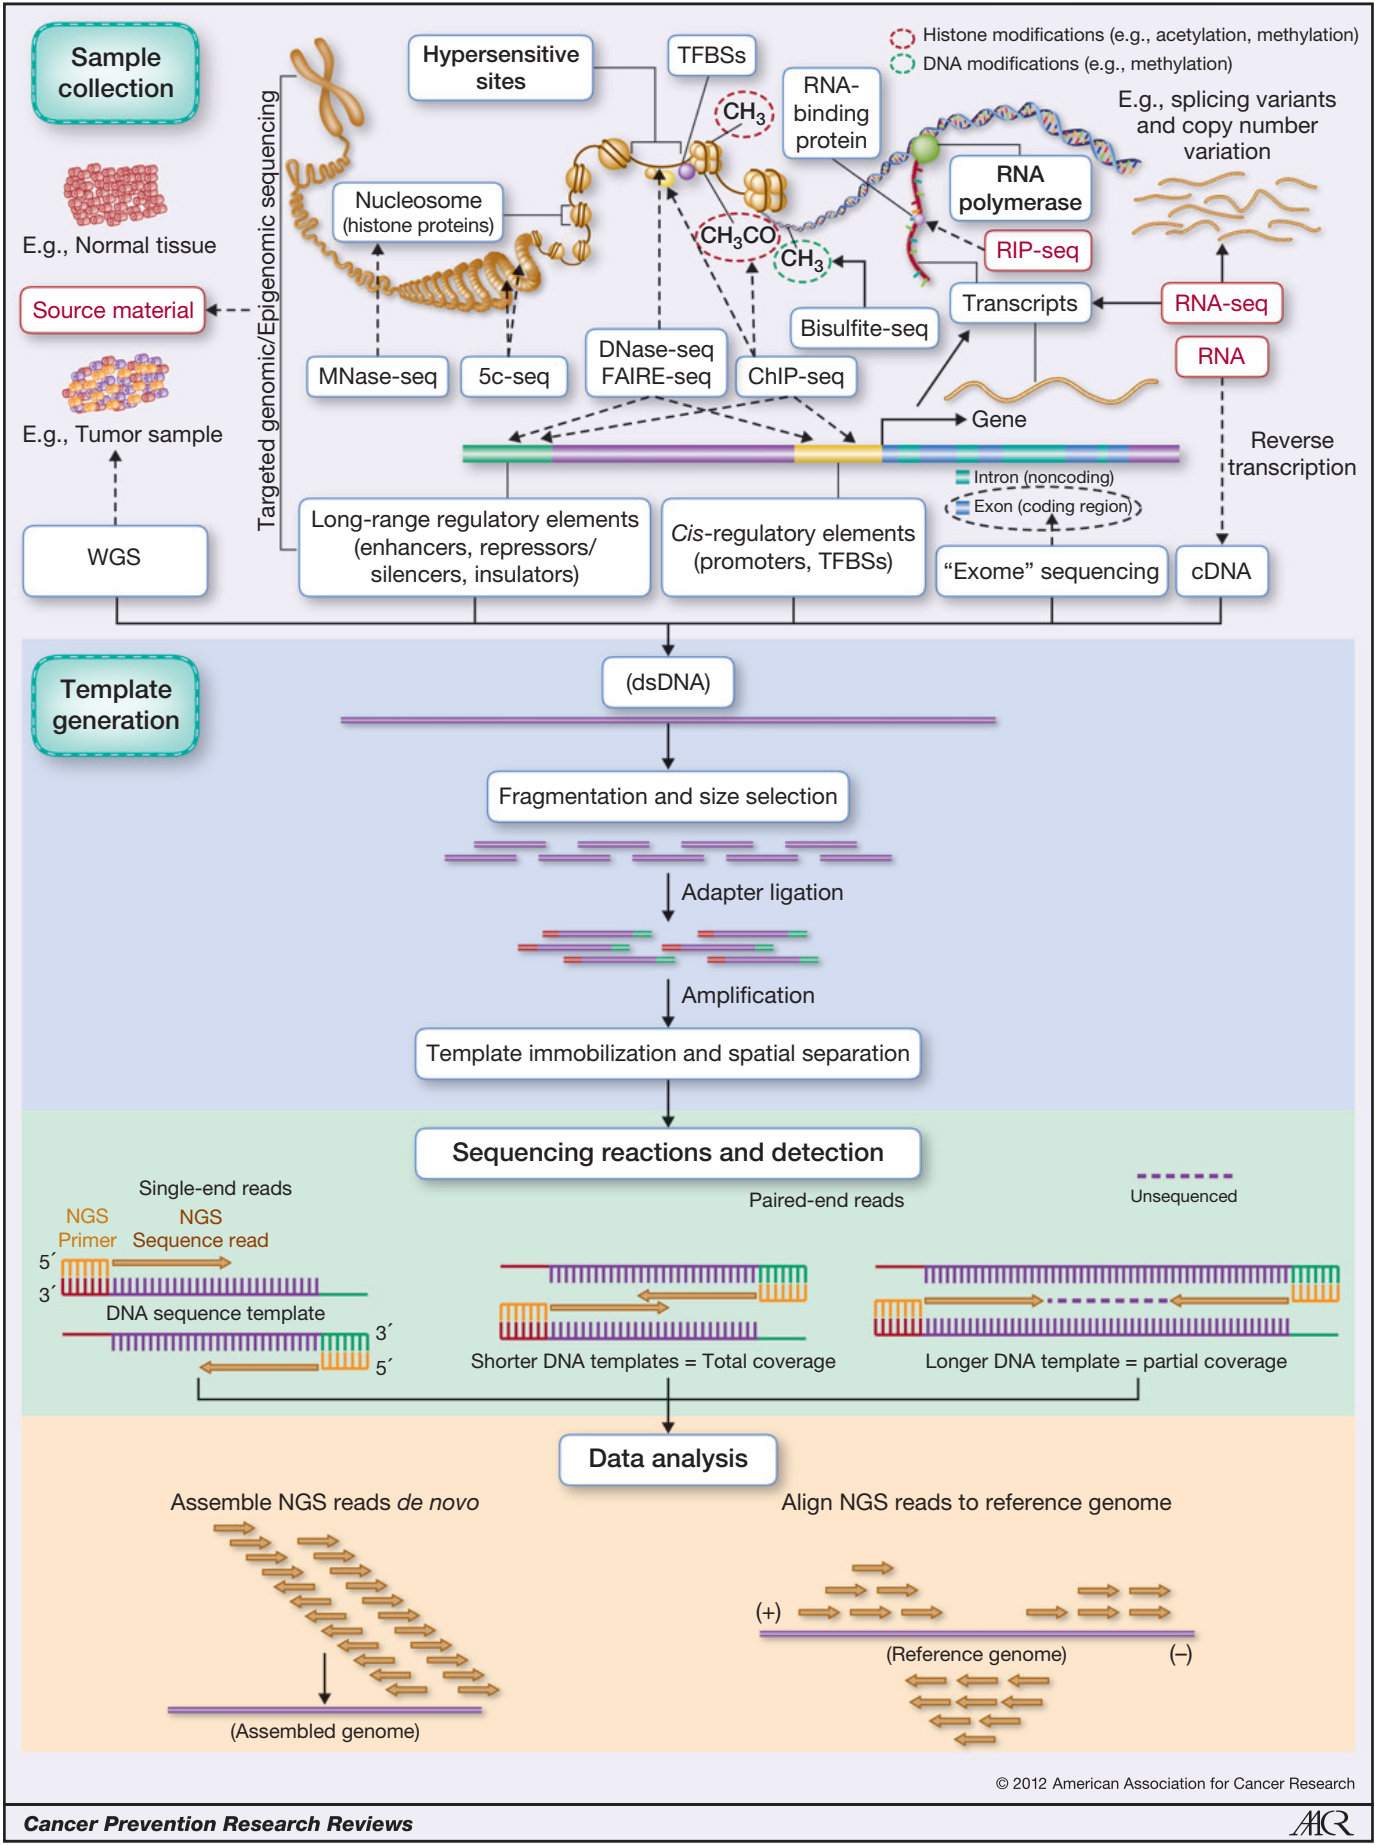 Sample
collection
E.g., Normal tissue
Source material
E.g., Tumor sample
WGS
Targeted genomic/Epigenomic sequencing
Hypersensitive
sites
TFBSs
Histone modifications (e.g., acetylation, methylation)
DNA modifications (e.g., methylation)
CH3
RNA-
binding
protein
E.g., splicing variants
and copy number
variation
RNA
polymerase
Nucleosome
(histone proteins)
CH3CO
CH3
RIP-seq
Transcripts
RNA-seq
Bisulfite-seq
RNA
MNase-seq
5c-seq
DNase-seq
FAIRE-seq
ChIP-seq
Gene
Reverse
transcription
Intron (noncoding)
Exon (coding region)
Long-range regulatory elements
(enhancers, repressors/
silencers, insulators)
Cis-regulatory elements
(promoters, TFBSs)
“Exome” sequencing
cDNA
Template
generation
(dsDNA)
Fragmentation and size selection
Adapter ligation
Amplification
Template immobilization and spatial separation
Sequencing reactions and detection
Single-end reads
Paired-end reads
Unsequenced
NGS
Primer
NGS
Sequence read
5´
3´
DNA sequence template
3´
5´
Shorter DNA templates = Total coverage
Longer DNA template = partial coverage
Data analysis
Assemble NGS reads de novo
Align NGS reads to reference genome
(+)
(Reference genome)
(–)
(Assembled genome)
© 2012 American Association for Cancer Research
Cancer Prevention Research Reviews
AACR